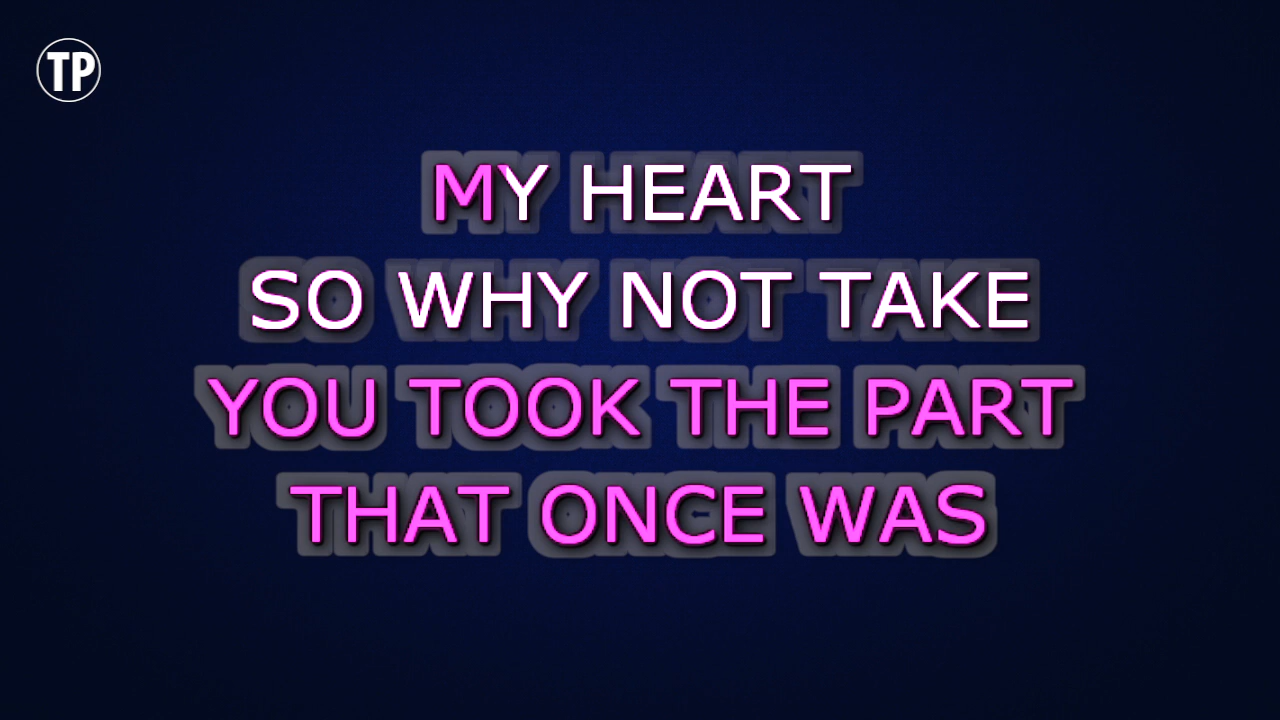 TP
MY HEART
SO WHY NOT TAKE
YOU TOOK THE PART
THAT ONCE WAS